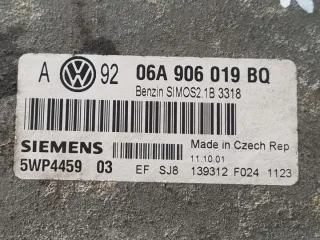 A 92 06A 906 019 BQ
Benzin SIMOS2.1B 3318
SIEMENS Made in Czech Rep
11.10.01
5WP4459 03 EF SJ8 139312 F024 1123